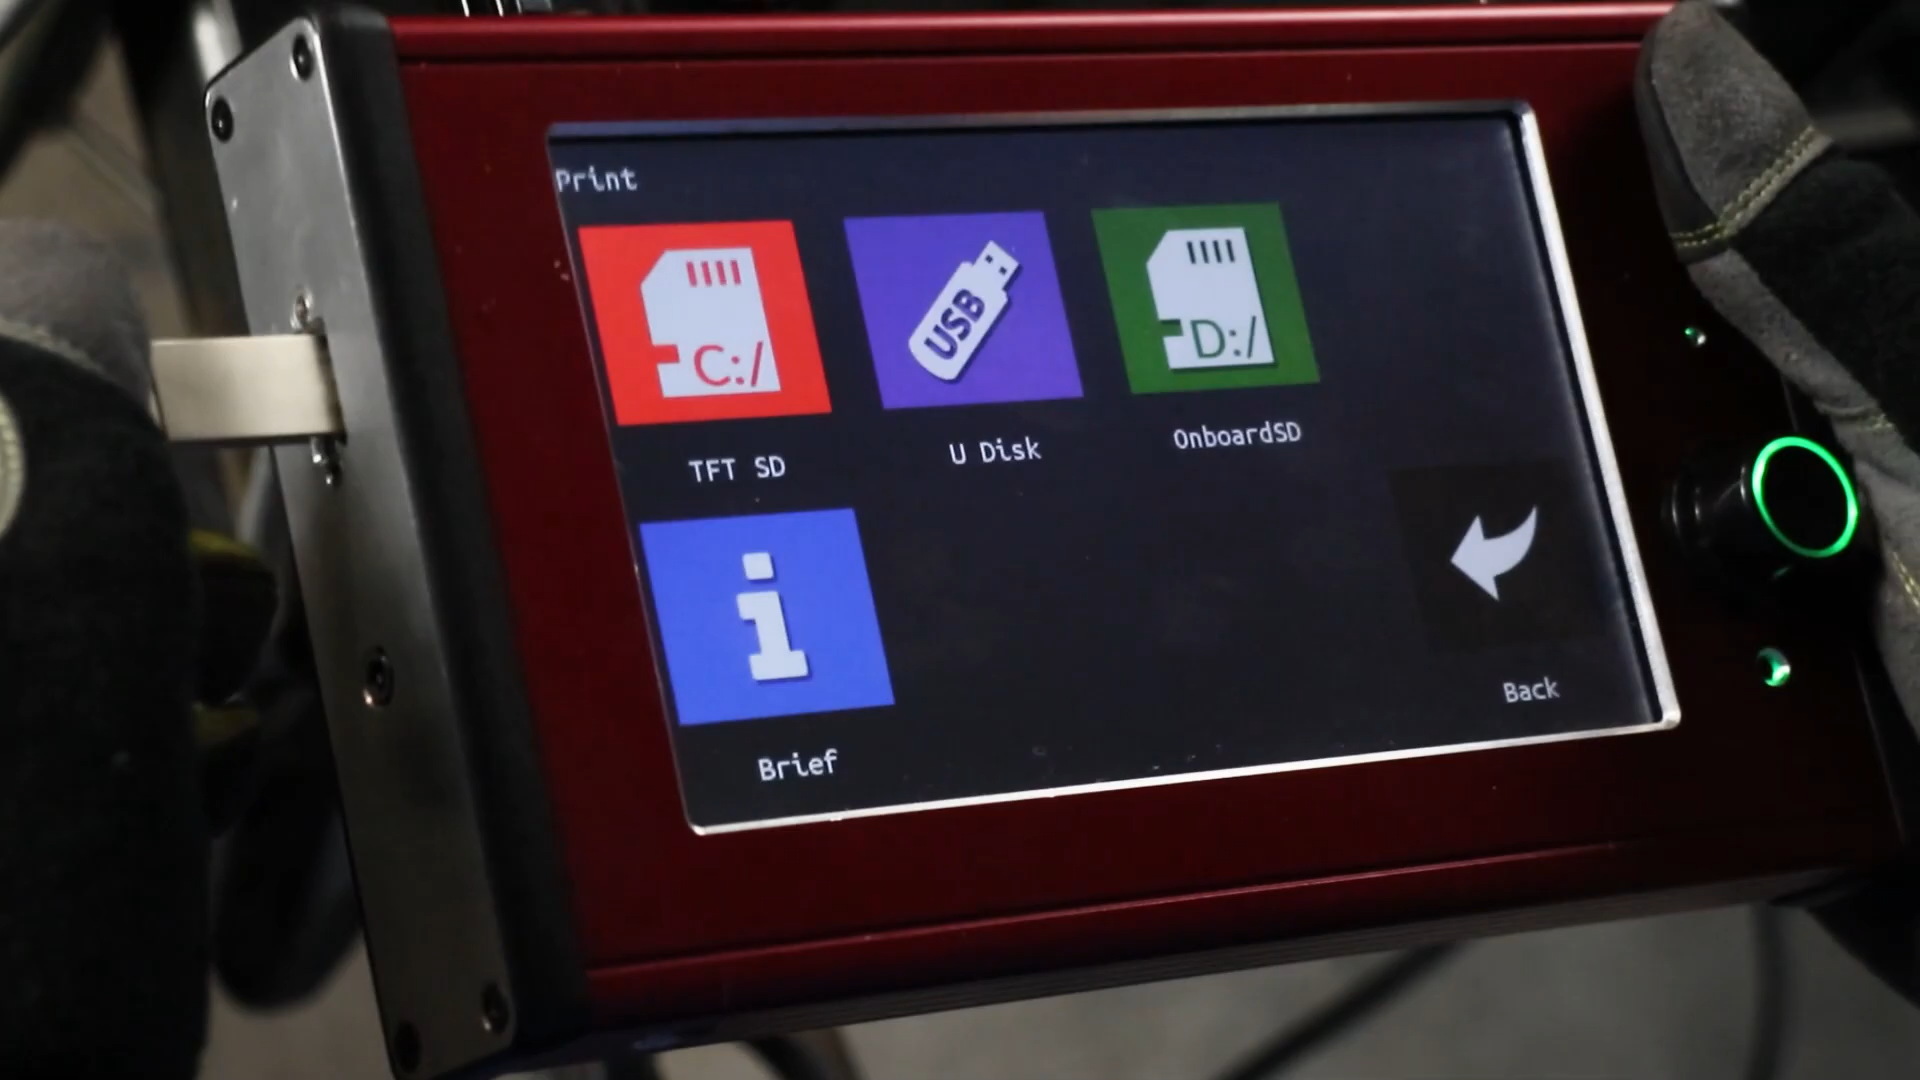 Print
C:/
USB
D:/
TFT SD
U Disk
OnboardSD
i
Brief
Back